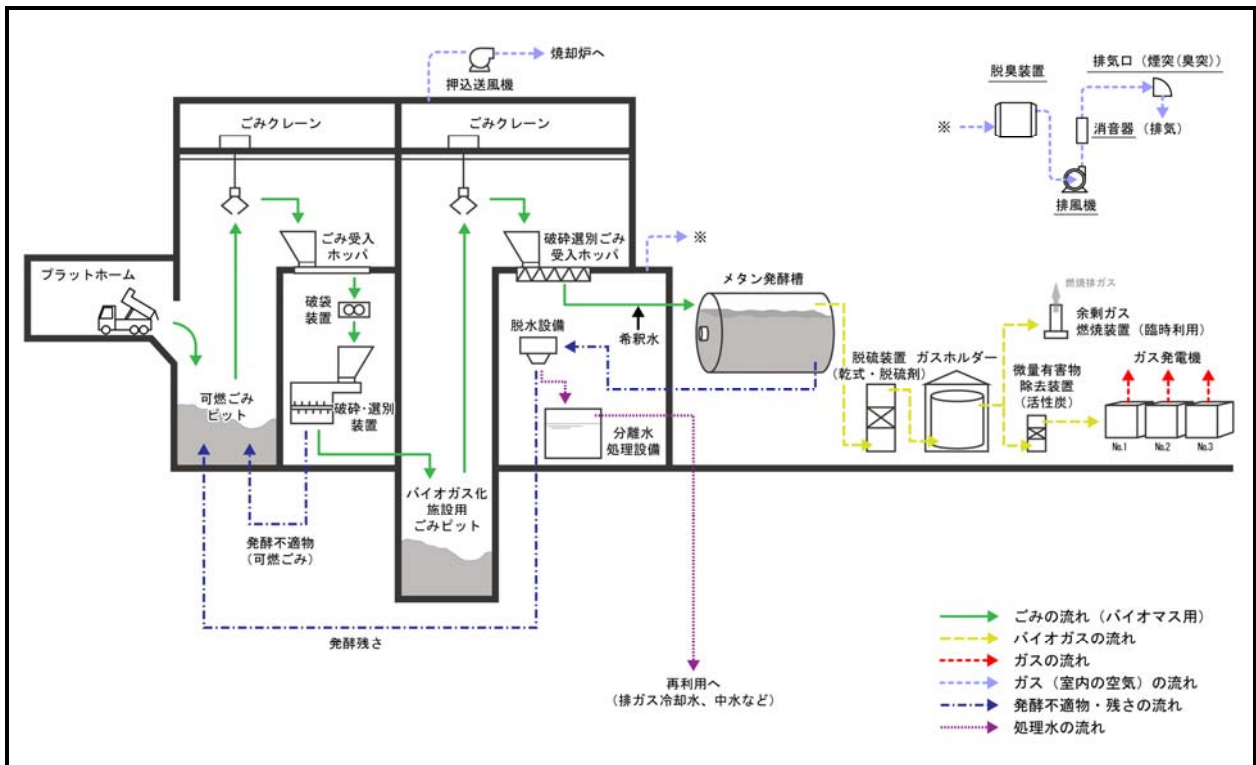 押込送風機
焼却炉へ
脱臭装置
排気口（煙突（臭突））
※
消音器
（排気）
排風機
ごみクレーン
ごみクレーン
プラットホーム
ごみ受入
ホッパ
破砕選別ごみ
受入ホッパ
※
破袋
装置
脱水設備
希釈水
メタン発酵槽
燃焼排ガス
余剰ガス
燃焼装置（臨時利用）
脱硫装置
（乾式・脱硫剤）
ガスホルダー
微量有害物
除去装置
（活性炭）
ガス発電機
No.1
No.2
No.3
可燃ごみ
ピット
破砕・選別
装置
分離水
処理設備
バイオガス化
施設用
ごみピット
発酵不適物
（可燃ごみ）
発酵残さ
再利用へ
（排ガス冷却水、中水など）
ごみの流れ（バイオマス用）
バイオガスの流れ
ガスの流れ
ガス（室内の空気）の流れ
発酵不適物・残さの流れ
処理水の流れ